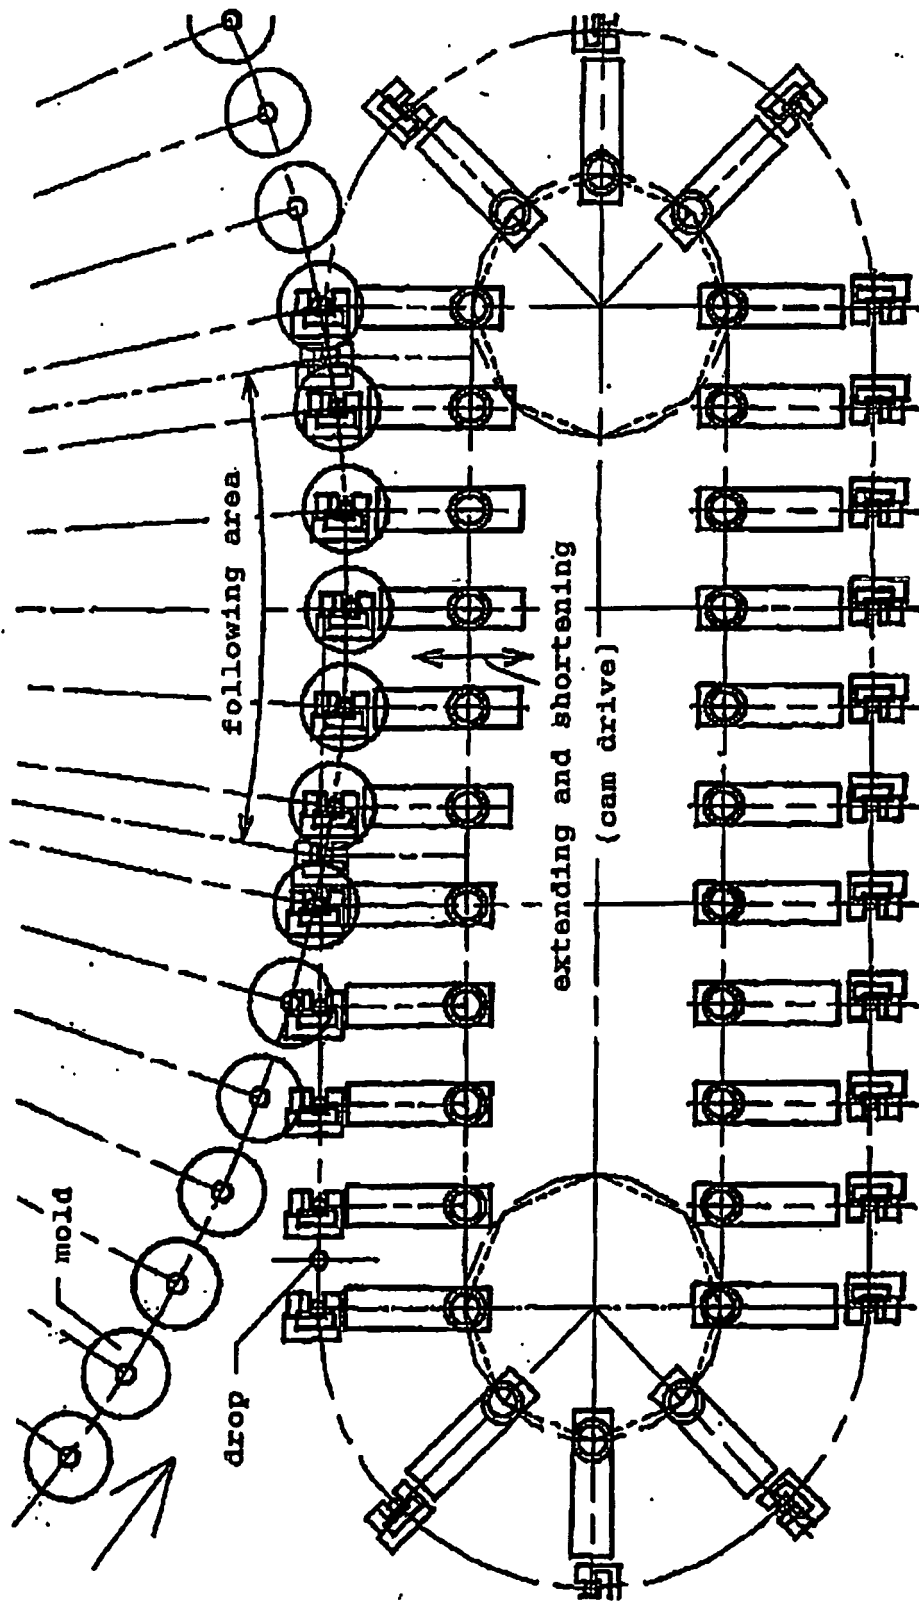 mold
drop
following area
extending and shortening
(cam drive)